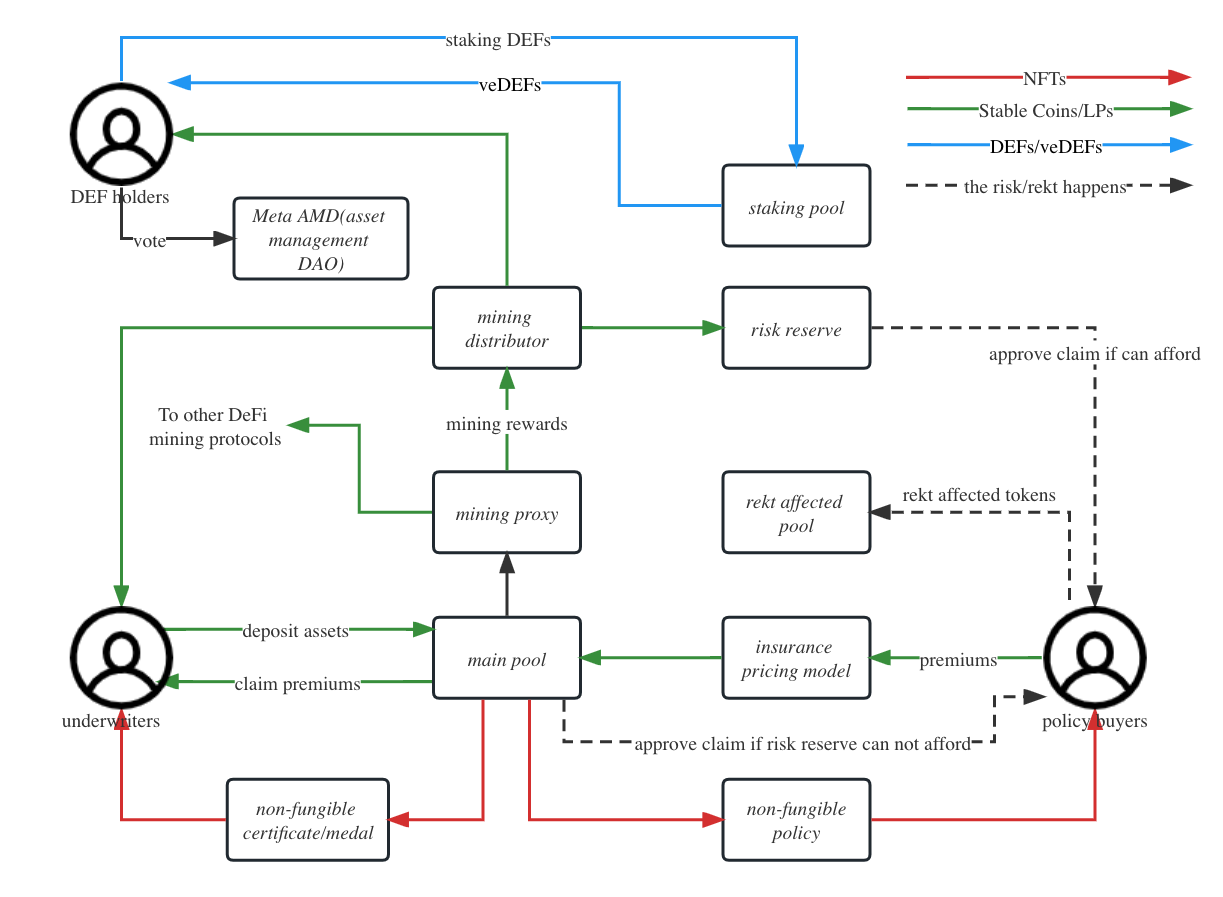 staking DEFs
veDEFs
NFTs
Stable Coins/LPs
DEFs/veDEFs
the risk/rekt happens
DEF holders
vote
Meta AMD(asset
management
DAO)
staking pool
mining
distributor
risk reserve
approve claim if can afford
To other DeFi
mining protocols
mining rewards
mining proxy
rekt affected
pool
rekt affected tokens
deposit assets
claim premiums
main pool
insurance
pricing model
premiums
underwriters
policy buyers
approve claim if risk reserve can not afford
non-fungible
certificate/medal
non-fungible
policy